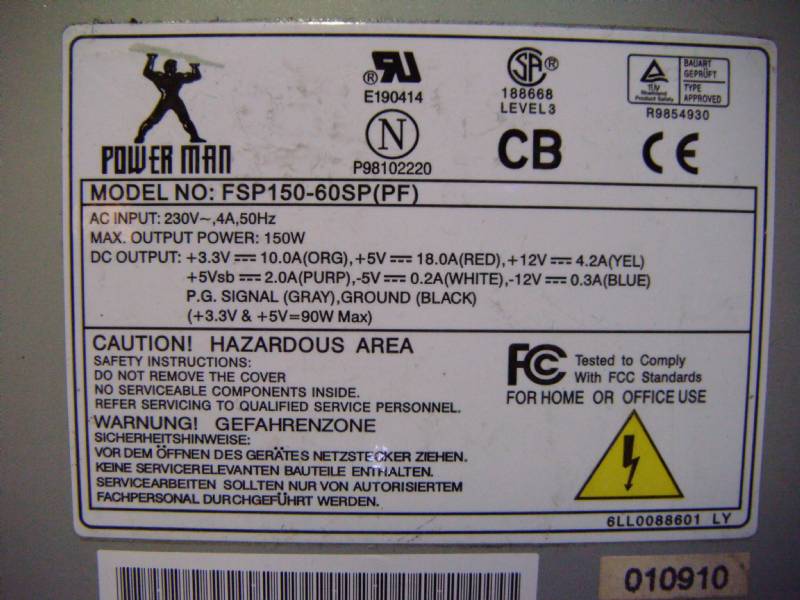 POWER MAN
® RU
E190414
N
P98102220
SA ®
188668
LEVEL3
CB
TÜV
Rheinland
Product Safety
BAUART
GEPRÜFT
TYPE
APPROVED
R9854930
CE
MODEL NO: FSP150-60SP(PF)
AC INPUT: 230V~,4A,50Hz
MAX. OUTPUT POWER: 150W
DC OUTPUT: +3.3V ⎓ 10.0A(ORG),+5V ⎓ 18.0A(RED),+12V ⎓ 4.2A(YEL)
+5Vsb ⎓ 2.0A(PURP),-5V ⎓ 0.2A(WHITE),-12V ⎓ 0.3A(BLUE)
P.G. SIGNAL (GRAY),GROUND (BLACK)
(+3.3V & +5V=90W Max)
CAUTION! HAZARDOUS AREA
SAFETY INSTRUCTIONS:
DO NOT REMOVE THE COVER
NO SERVICEABLE COMPONENTS INSIDE.
REFER SERVICING TO QUALIFIED SERVICE PERSONNEL.
WARNUNG! GEFAHRENZONE
SICHERHEITSHINWEISE:
VOR DEM ÖFFNEN DES GERÄTES NETZSTECKER ZIEHEN.
KEINE SERVICERELEVANTEN BAUTEILE ENTHALTEN.
SERVICEARBEITEN SOLLTEN NUR VON AUTORISIERTEM
FACHPERSONAL DURCHGEFÜHRT WERDEN.
FC Tested to Comply
With FCC Standards
FOR HOME OR OFFICE USE
6LL0088601 LY
010910